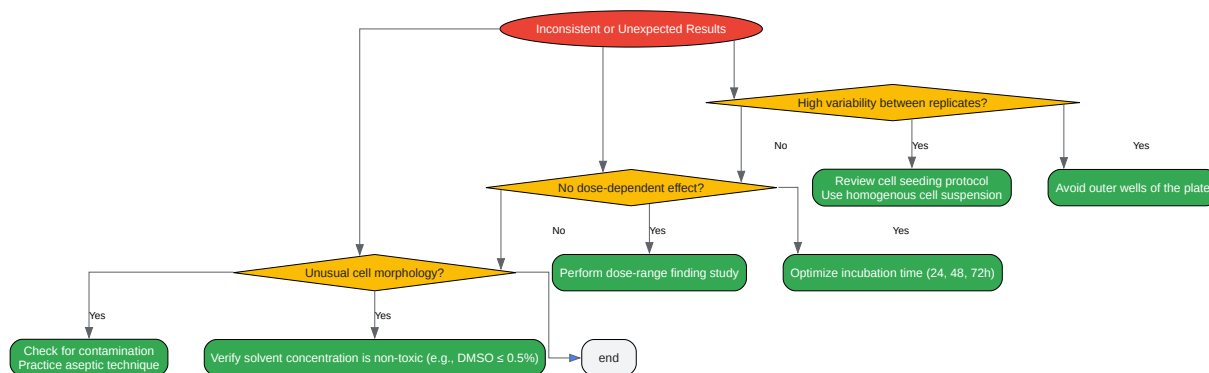 Inconsistent or Unexpected Results
High variability between replicates?
No
Yes
Yes
Review cell seeding protocol
Use homogenous cell suspension
Avoid outer wells of the plate
No dose-dependent effect?
No
Yes
Yes
Perform dose-range finding study
Optimize incubation time (24, 48, 72h)
Unusual cell morphology?
Yes
Yes
Check for contamination
Practice aseptic technique
Verify solvent concentration is non-toxic (e.g., DMSO ≤ 0.5%)
end